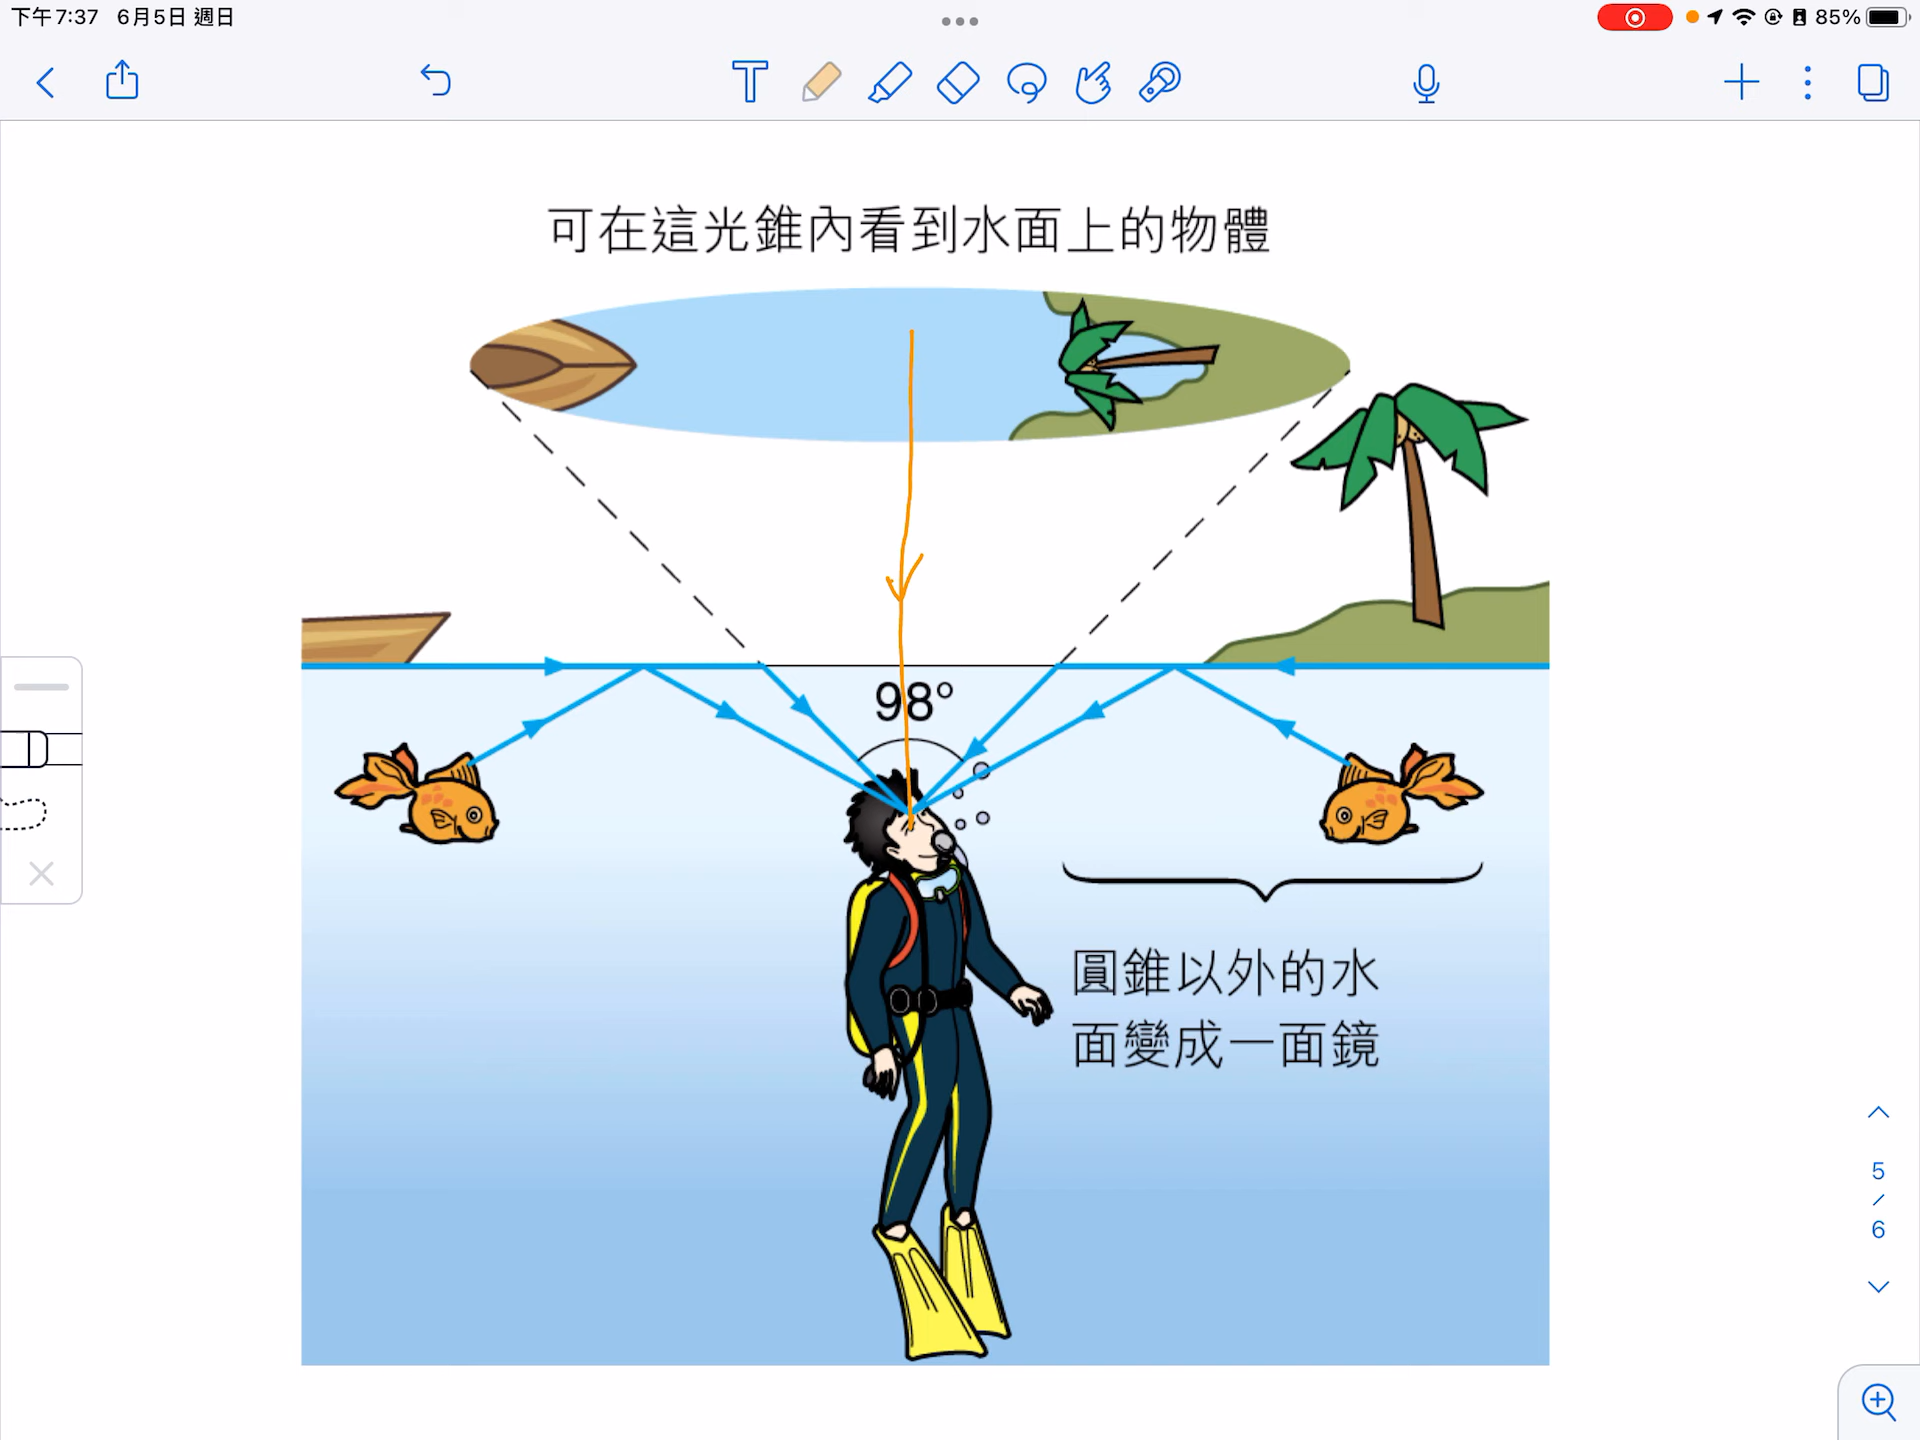 下午7:37 6月5日 週日
85%
可在這光錐內看到水面上的物體
98°
圓錐以外的水
面變成一面鏡
5
/
6